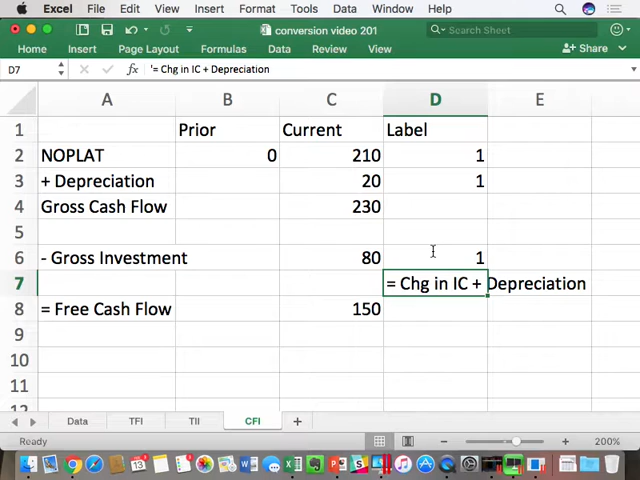 Excel File Edit View Insert Format Tools Data Window Help
conversion video 201
Search Sheet
Home Insert Page Layout Formulas Data Review View Share
D7 fx '= Chg in IC + Depreciation
A B C D E
1 Prior Current Label
2 NOPLAT 0 210 1
3 + Depreciation 20 1
4 Gross Cash Flow 230
5
6 - Gross Investment 80 1
7 = Chg in IC + Depreciation
8 = Free Cash Flow 150
9
10
11
12
Data TFI TII CFI
Ready 200%
13